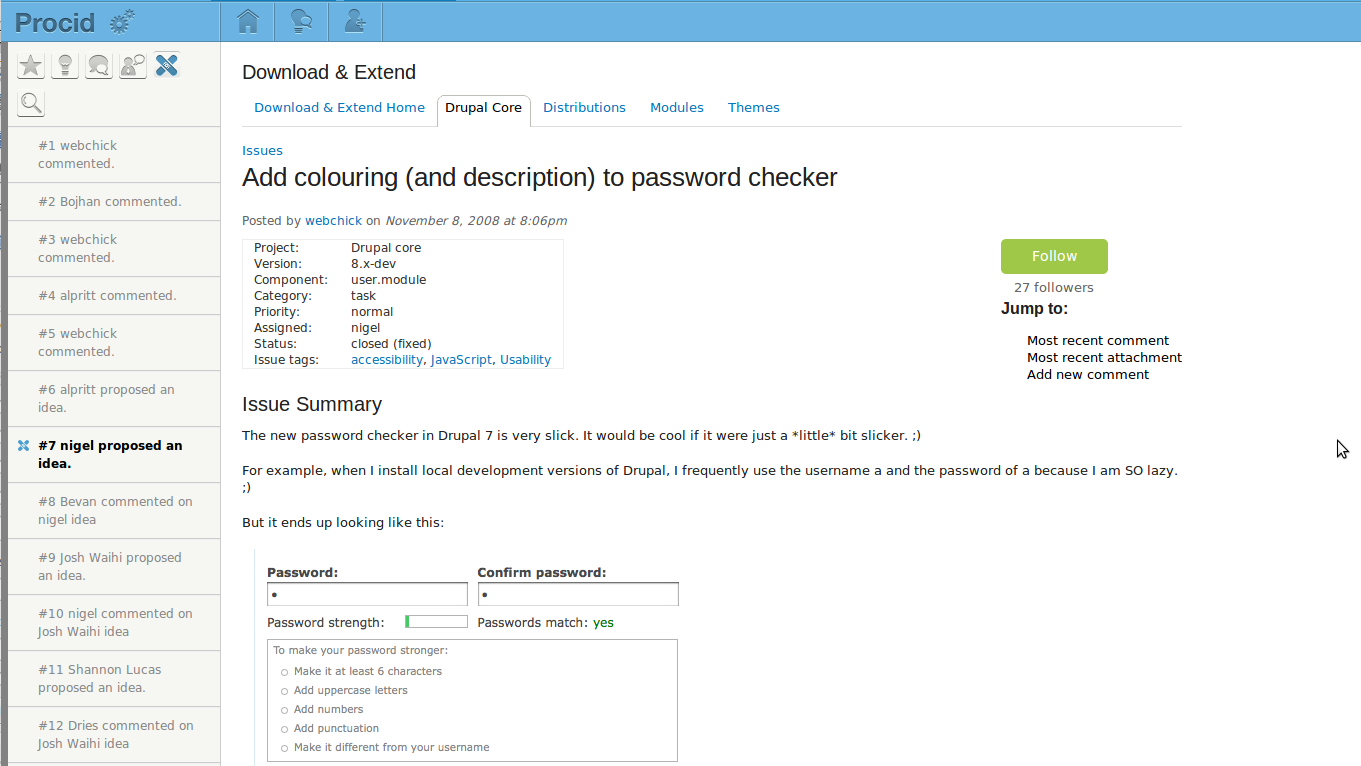 Procid
#1 webchick
commented.
#2 Bojhan commented.
#3 webchick
commented.
#4 alpritt commented.
#5 webchick
commented.
#6 alpritt proposed an
idea.
#7 nigel proposed an
idea.
#8 Bevan commented on
nigel idea
#9 Josh Waihi proposed
an idea.
#10 nigel commented on
Josh Waihi idea
#11 Shannon Lucas
proposed an idea.
#12 Dries commented on
Josh Waihi idea
Download & Extend
Download & Extend Home Drupal Core Distributions Modules Themes
Issues
Add colouring (and description) to password checker
Posted by webchick on November 8, 2008 at 8:06pm
Project: Drupal core
Version: 8.x-dev
Component: user.module
Category: task
Priority: normal
Assigned: nigel
Status: closed (fixed)
Issue tags: accessibility, JavaScript, Usability
Follow
27 followers
Jump to:
Most recent comment
Most recent attachment
Add new comment
Issue Summary
The new password checker in Drupal 7 is very slick. It would be cool if it were just a *little* bit slicker. ;)
For example, when I install local development versions of Drupal, I frequently use the username a and the password of a because I am SO lazy.
;)
But it ends up looking like this:
Password: Confirm password:
Password strength: Passwords match: yes
To make your password stronger:
Make it at least 6 characters
Add uppercase letters
Add numbers
Add punctuation
Make it different from your username